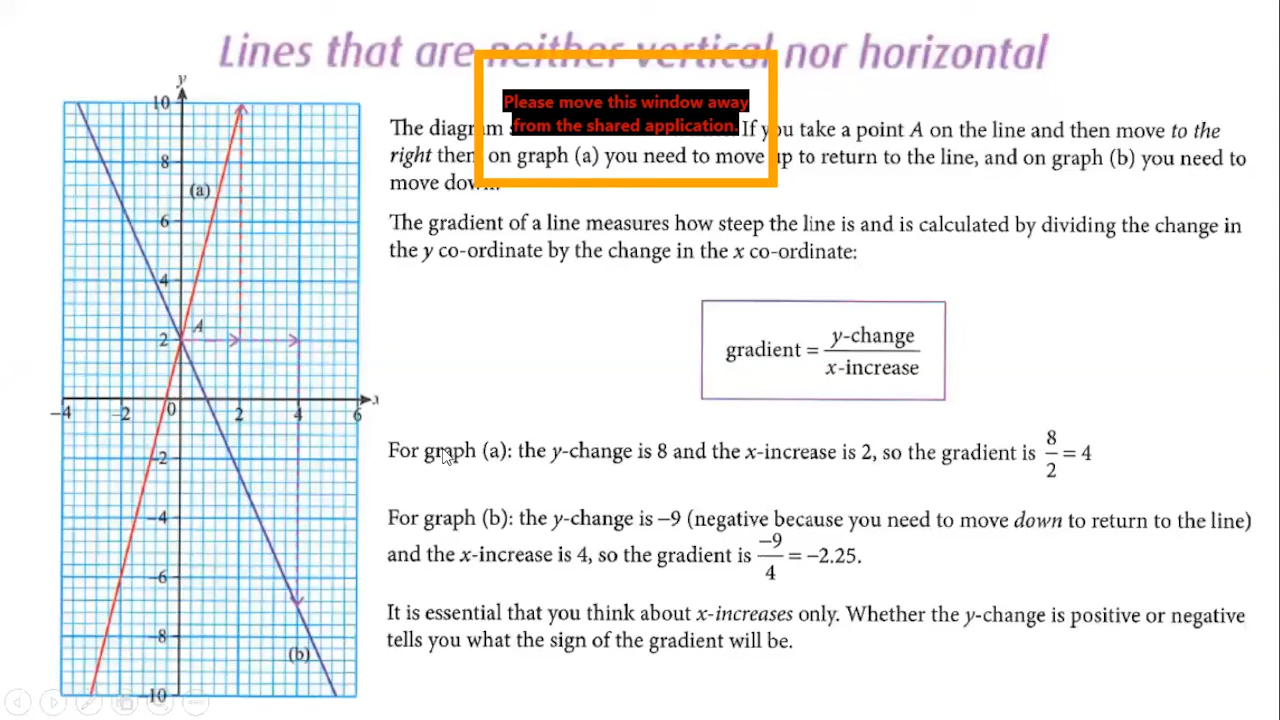 Lines that are neither vertical nor horizontal
Please move this window away
from the shared application.
The diagram If you take a point A on the line and then move to the
right then on graph (a) you need to move up to return to the line, and on graph (b) you need to
move down.
The gradient of a line measures how steep the line is and is calculated by dividing the change in
the y co-ordinate by the change in the x co-ordinate:
gradient = y-change / x-increase
For graph (a): the y-change is 8 and the x-increase is 2, so the gradient is 8/2 = 4
For graph (b): the y-change is –9 (negative because you need to move down to return to the line)
and the x-increase is 4, so the gradient is –9/4 = –2.25.
It is essential that you think about x-increases only. Whether the y-change is positive or negative
tells you what the sign of the gradient will be.
y
10
8
(a)
6
4
A
2
–4 –2 0 2 4 6 x
–2
–4
–6
–8
(b)
–10